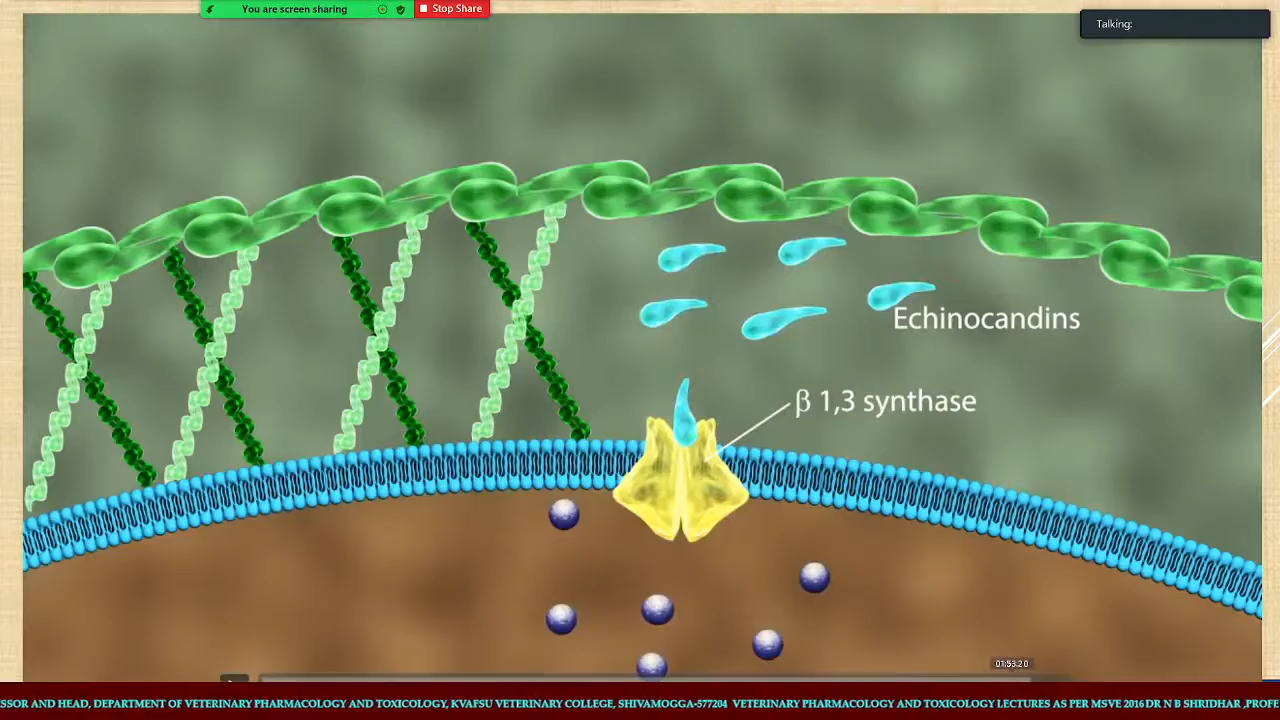 You are screen sharing
Stop Share
Talking:
Echinocandins
β 1,3 synthase
01:53.20
SSOR AND HEAD, DEPARTMENT OF VETERINARY PHARMACOLOGY AND TOXICOLOGY, KVAFSU VETERINARY COLLEGE, SHIVAMOGGA-577204 VETERINARY PHARMACOLOGY AND TOXICOLOGY LECTURES AS PER MSVE 2016 DR N B SHRIDHAR ,PROFE